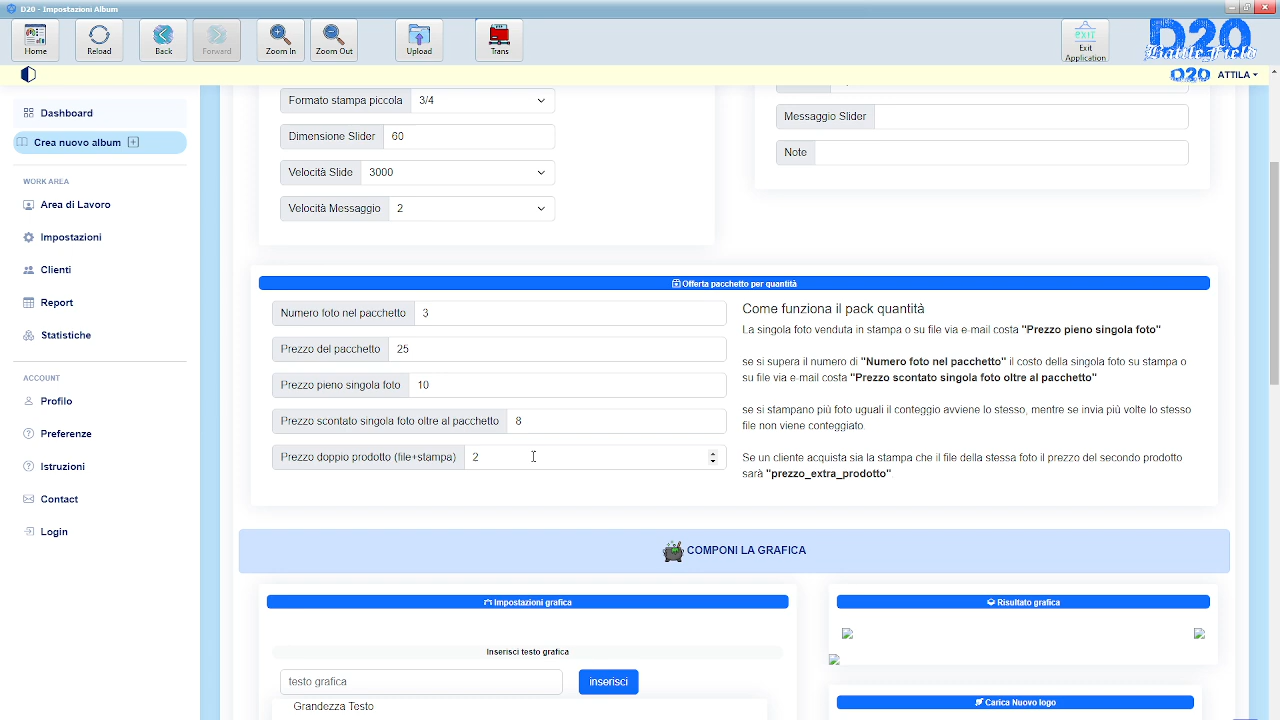 D20 - Impostazioni Album
Home
Reload
Back
Forward
Zoom In
Zoom Out
Upload
Trans
EXIT
Exit Application
D20
Battle Field
D20 ATTILA
Dashboard
Crea nuovo album
WORK AREA
Area di Lavoro
Impostazioni
Clienti
Report
Statistiche
ACCOUNT
Profilo
Preferenze
Istruzioni
Contact
Login
Formato stampa piccola 3/4
Dimensione Slider 60
Velocità Slide 3000
Velocità Messaggio 2
Messaggio Slider
Note
Offerta pacchetto per quantità
Numero foto nel pacchetto 3
Prezzo del pacchetto 25
Prezzo pieno singola foto 10
Prezzo scontato singola foto oltre al pacchetto 8
Prezzo doppio prodotto (file+stampa) 2
Come funziona il pack quantità
La singola foto venduta in stampa o su file via e-mail costa "Prezzo pieno singola foto"
se si supera il numero di "Numero foto nel pacchetto" il costo della singola foto su stampa o
su file via e-mail costa "Prezzo scontato singola foto oltre al pacchetto"
se si stampano più foto uguali il conteggio avviene lo stesso, mentre se invia più volte lo stesso
file non viene conteggiato.
Se un cliente acquista sia la stampa che il file della stessa foto il prezzo del secondo prodotto
sarà "prezzo_extra_prodotto".
COMPONI LA GRAFICA
Impostazioni grafica
Inserisci testo grafica
testo grafica
inserisci
Risultato grafica
Carica Nuovo logo